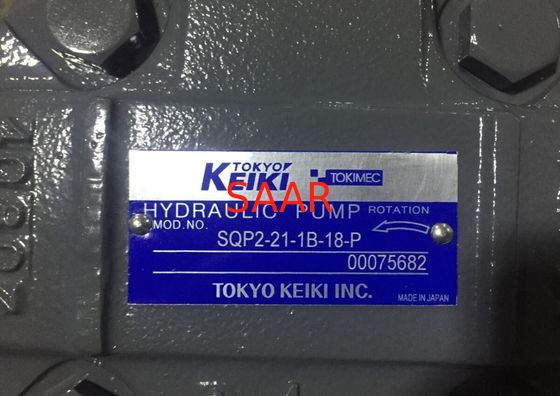 TOKYO
KEIKI TOKIMEC
SAAR
HYDRAULIC PUMP ROTATION
MOD.NO. SQP2-21-1B-18-P
00075682
TOKYO KEIKI INC. MADE IN JAPAN